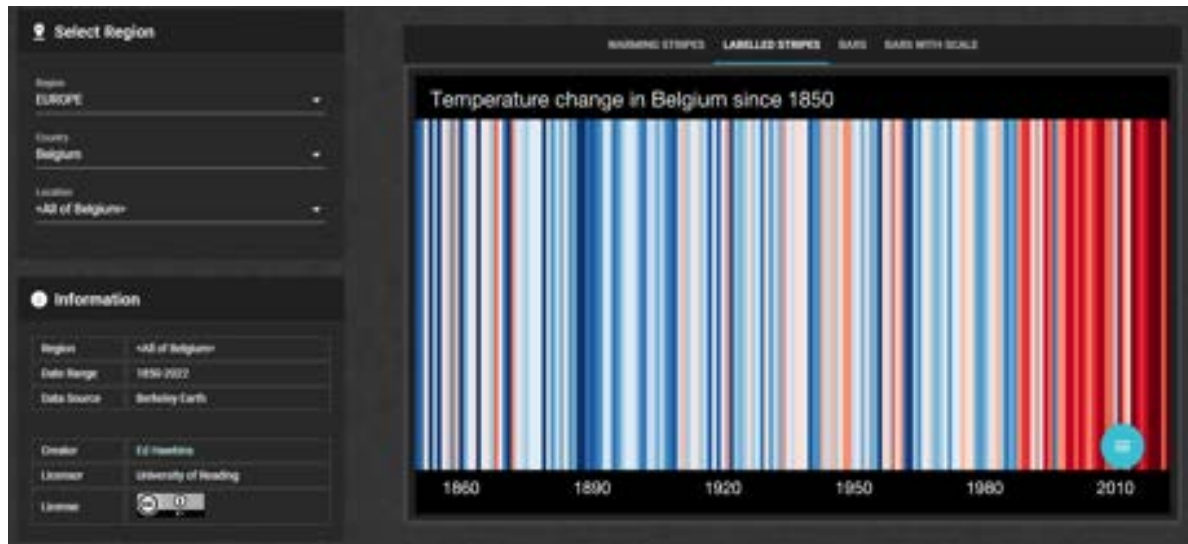 Select Region
Region
EUROPE
Country
Belgium
Location
<All of Belgium>
Information
Region <All of Belgium>
Date Range 1850-2022
Data Source Berkeley Earth
Creator Ed Hawkins
Licensor University of Reading
License
WARMING STRIPES LABELLED STRIPES BARS BARS WITH SCALE
Temperature change in Belgium since 1850
1860 1890 1920 1950 1980 2010